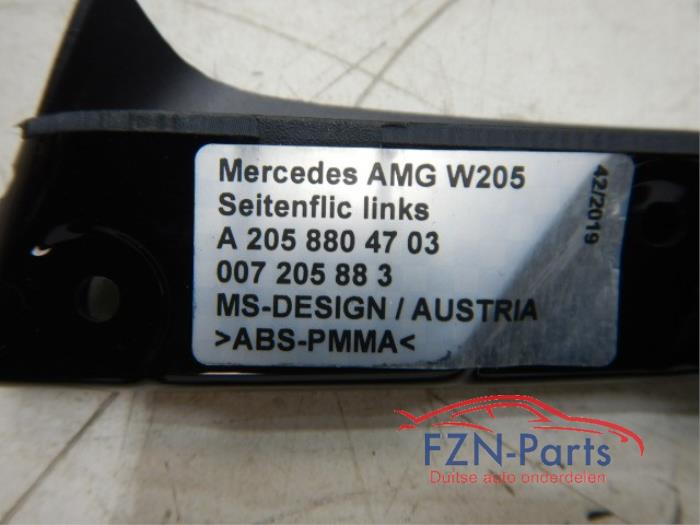 Mercedes AMG W205
Seitenflic links
A 205 880 47 03
007 205 88 3
MS-DESIGN / AUSTRIA
>ABS-PMMA<
42/2019
FZN-Parts
Duitse auto onderdelen